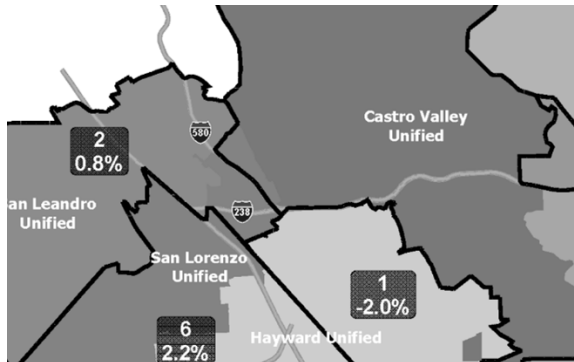 Castro Valley
Unified
580
2
0.8%
an Leandro
Unified
238
San Lorenzo
Unified
1
-2.0%
6
2.2%
Hayward Unified